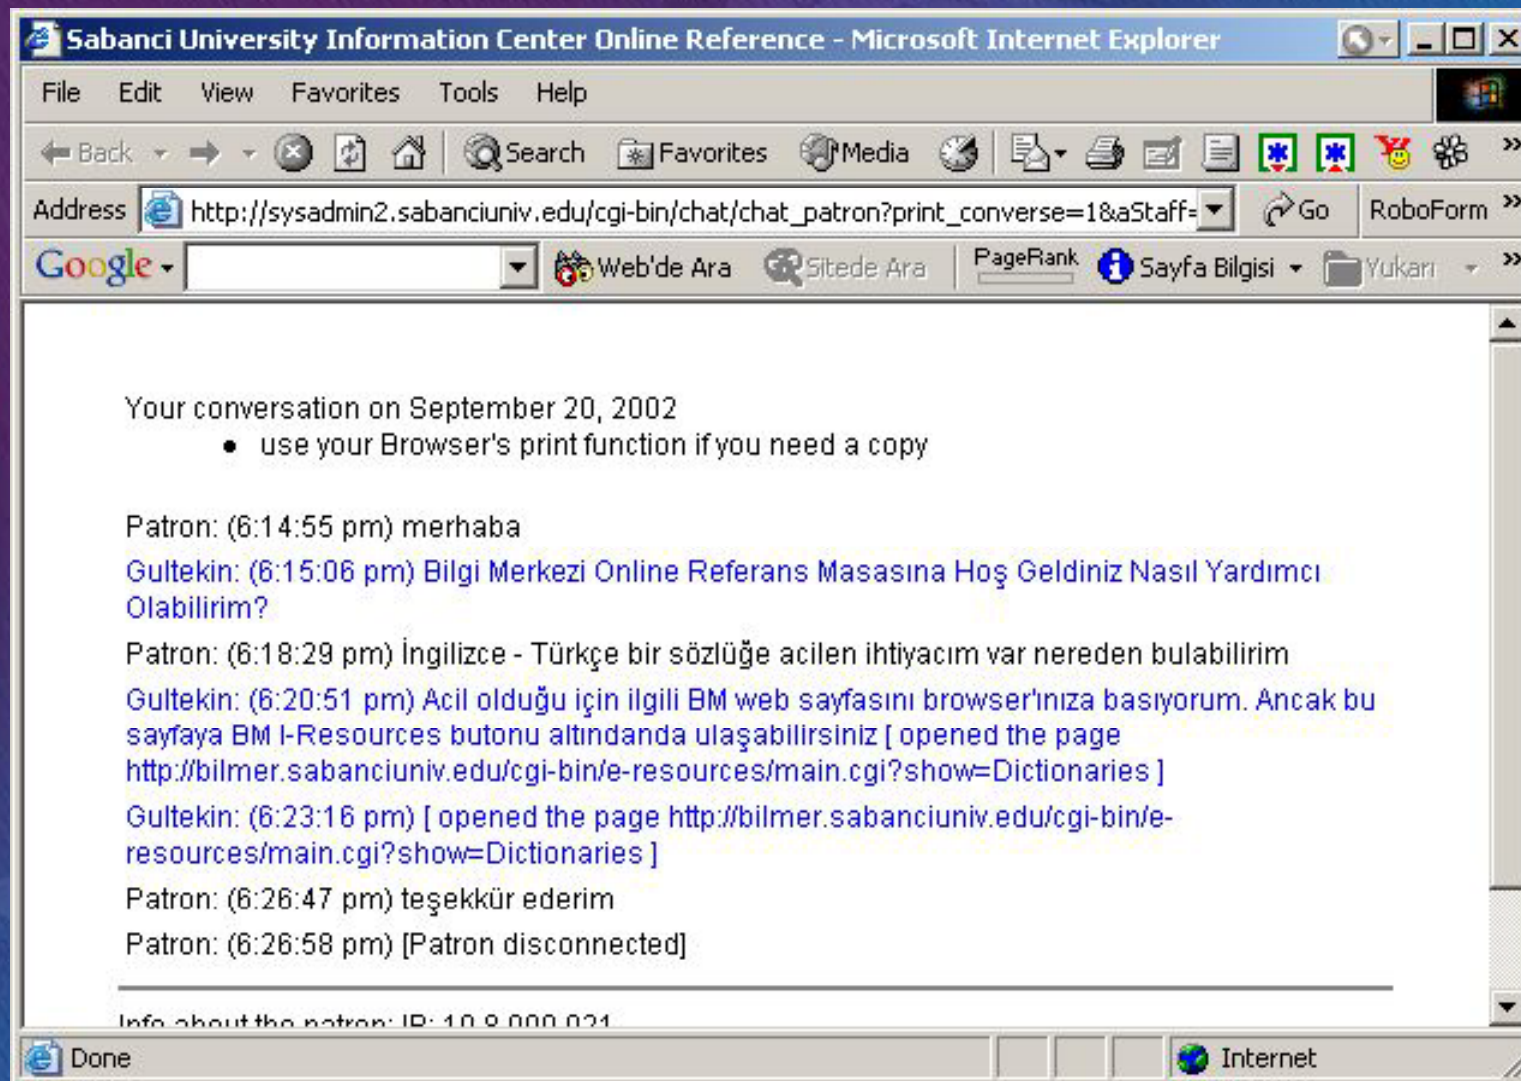 Sabanci University Information Center Online Reference - Microsoft Internet Explorer
File Edit View Favorites Tools Help
Back Search Favorites Media
Address http://sysadmin2.sabanciuniv.edu/cgi-bin/chat/chat_patron?print_converse=1&aStaff= Go RoboForm
Google Web'de Ara Sitede Ara PageRank Sayfa Bilgisi Yukarı
Your conversation on September 20, 2002
• use your Browser's print function if you need a copy
Patron: (6:14:55 pm) merhaba
Gultekin: (6:15:06 pm) Bilgi Merkezi Online Referans Masasına Hoş Geldiniz Nasıl Yardımcı
Olabilirim?
Patron: (6:18:29 pm) İngilizce - Türkçe bir sözlüğe acilen ihtiyacım var nereden bulabilirim
Gultekin: (6:20:51 pm) Acil olduğu için ilgili BM web sayfasını browser'ınıza basıyorum. Ancak bu
sayfaya BM I-Resources butonu altındanda ulaşabilirsiniz [ opened the page
http://bilmer.sabanciuniv.edu/cgi-bin/e-resources/main.cgi?show=Dictionaries ]
Gultekin: (6:23:16 pm) [ opened the page http://bilmer.sabanciuniv.edu/cgi-bin/e-
resources/main.cgi?show=Dictionaries ]
Patron: (6:26:47 pm) teşekkür ederim
Patron: (6:26:58 pm) [Patron disconnected]
Info about the patron: IP:
Done Internet